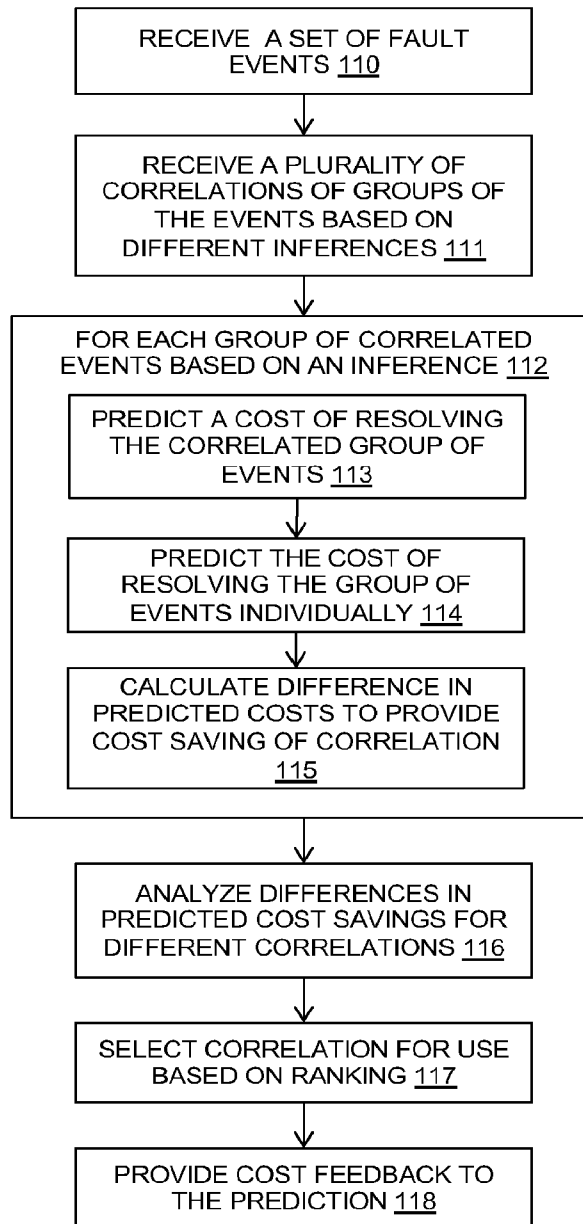 RECEIVE A SET OF FAULT
EVENTS 110
RECEIVE A PLURALITY OF
CORRELATIONS OF GROUPS OF
THE EVENTS BASED ON
DIFFERENT INFERENCES 111
FOR EACH GROUP OF CORRELATED
EVENTS BASED ON AN INFERENCE 112
PREDICT A COST OF RESOLVING
THE CORRELATED GROUP OF
EVENTS 113
PREDICT THE COST OF
RESOLVING THE GROUP OF
EVENTS INDIVIDUALLY 114
CALCULATE DIFFERENCE IN
PREDICTED COSTS TO PROVIDE
COST SAVING OF CORRELATION
115
ANALYZE DIFFERENCES IN
PREDICTED COST SAVINGS FOR
DIFFERENT CORRELATIONS 116
SELECT CORRELATION FOR USE
BASED ON RANKING 117
PROVIDE COST FEEDBACK TO
THE PREDICTION 118